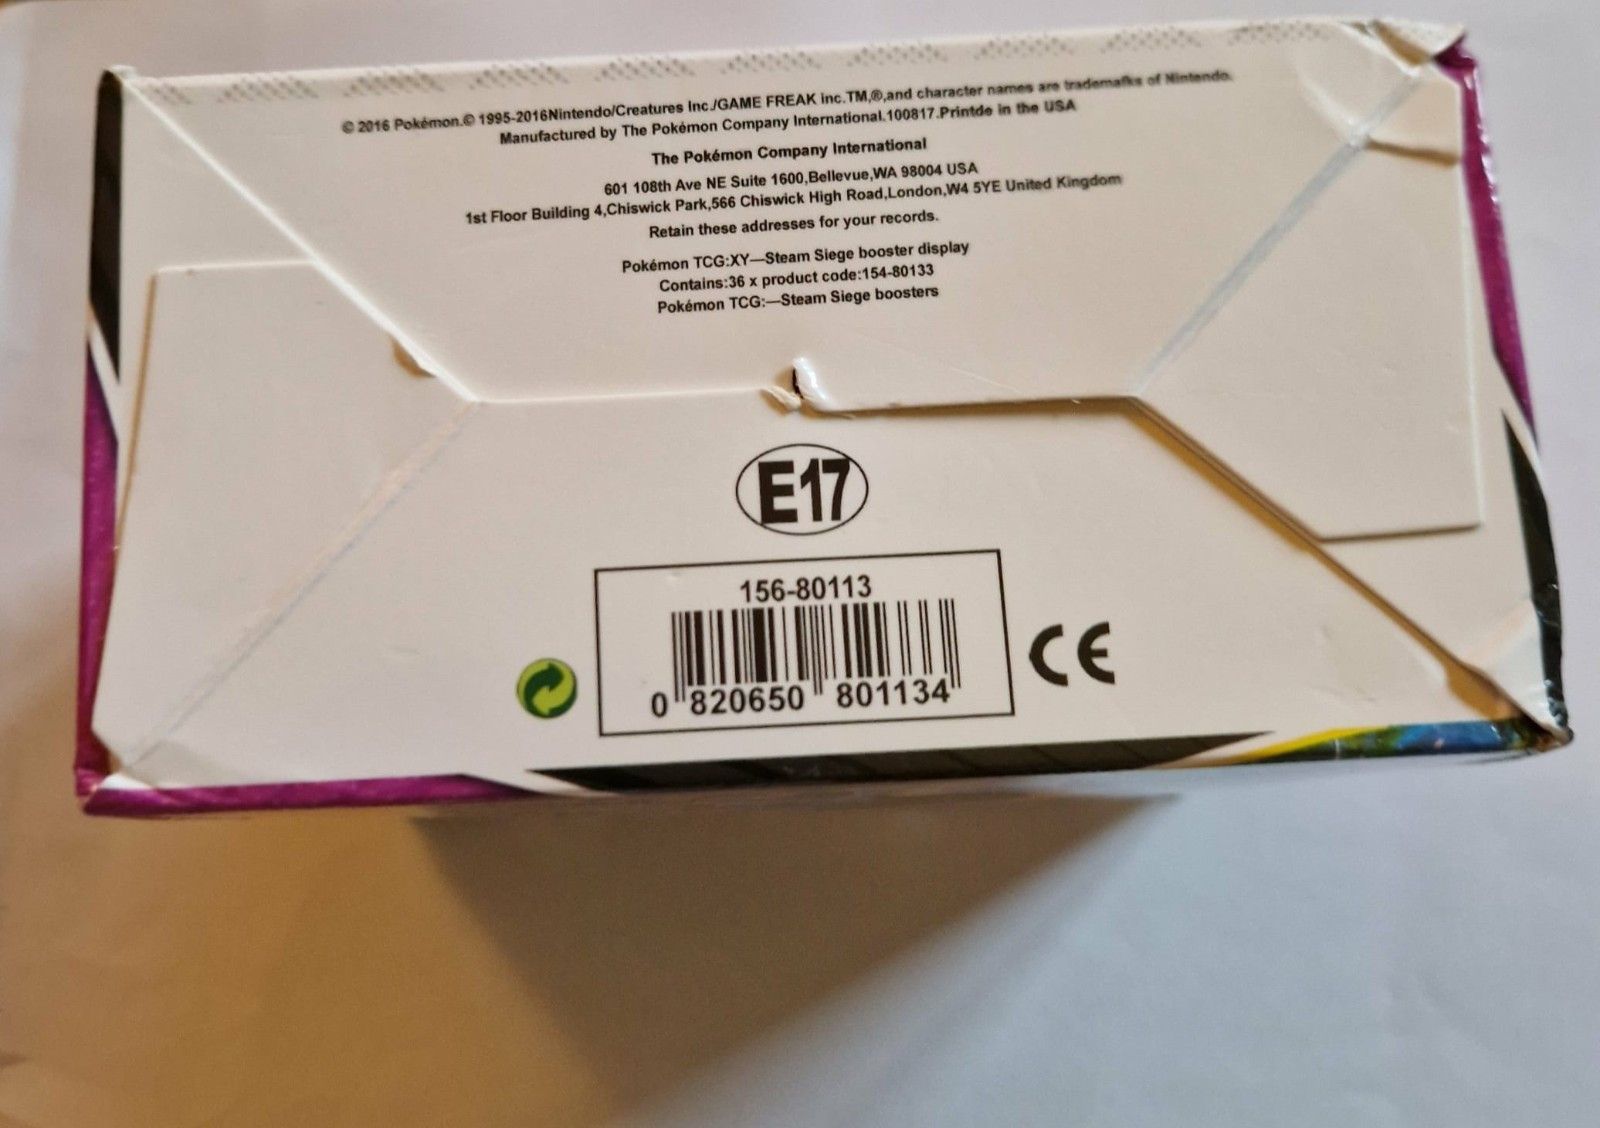 © 2016 Pokémon.© 1995-2016Nintendo/Creatures Inc./GAME FREAK inc.TM,®,and character names are trademafks of Nintendo.
Manufactured by The Pokémon Company International.100817.Printde in the USA
The Pokémon Company International
601 108th Ave NE Suite 1600,Bellevue,WA 98004 USA
1st Floor Building 4,Chiswick Park,566 Chiswick High Road,London,W4 5YE United Kingdom
Retain these addresses for your records.
Pokémon TCG:XY—Steam Siege booster display
Contains:36 x product code:154-80133
Pokémon TCG:—Steam Siege boosters
E17
156-80113
0 820650 801134
CE